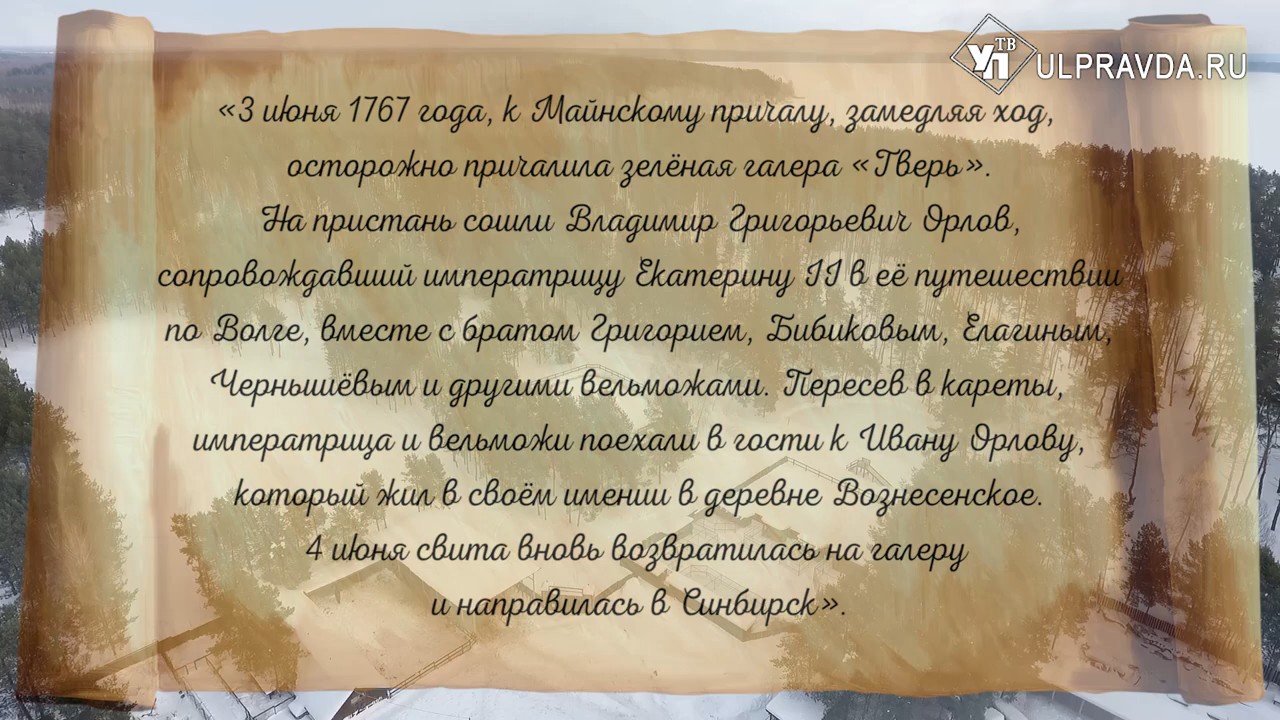 УП ТВ
ULPRAVDA.RU
«3 июня 1767 года, к Майнскому причалу, замедляя ход,
осторожно причалила зелёная галера «Тверь».
На пристань сошли Владимир Григорьевич Орлов,
сопровождавший императрицу Екатерину II в её путешествии
по Волге, вместе с братом Григорием, Бибиковым, Елагиным,
Чернышёвым и другими вельможами. Пересев в кареты,
императрица и вельможи поехали в гости к Ивану Орлову,
который жил в своём имении в деревне Вознесенское.
4 июня свита вновь возвратилась на галеру
и направилась в Синбирск».